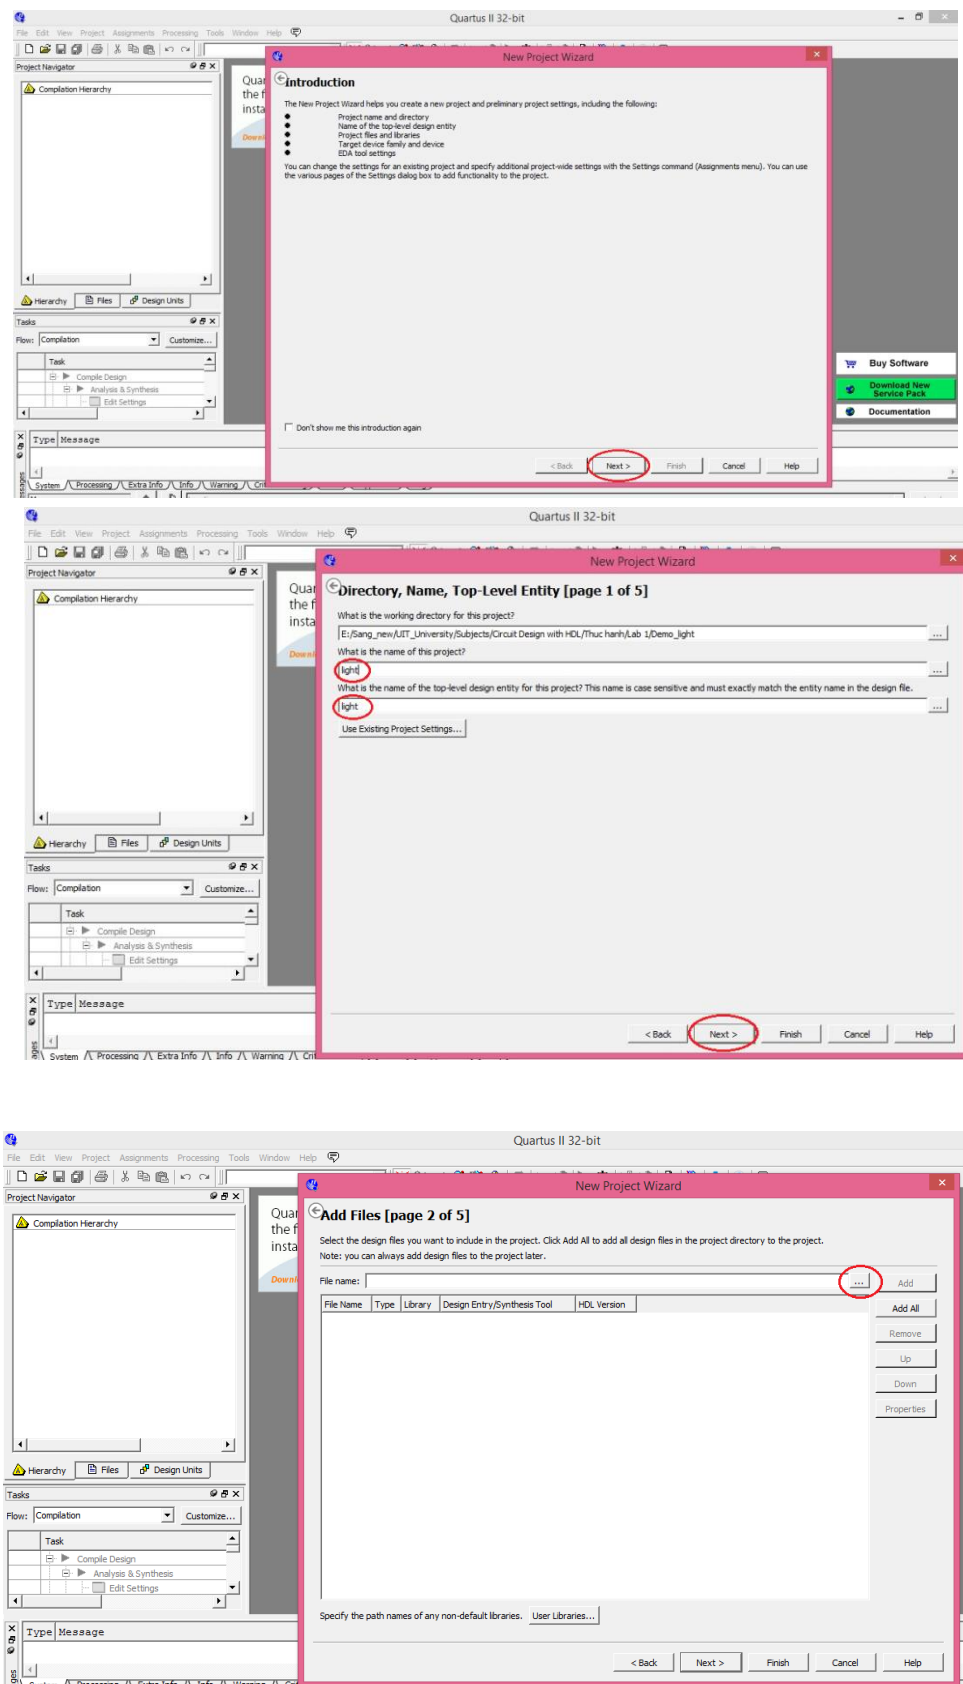 Quartus II 32-bit
File Edit View Project Assignments Processing Tools Window Help
New Project Wizard
Project Navigator
Compilation Hierarchy
Quar
the f
insta
Introduction
The New Project Wizard helps you create a new project and preliminary project settings, including the following:
Project name and directory
Name of the top-level design entity
Project files and libraries
Target device family and device
EDA tool settings
You can change the settings for an existing project and specify additional project-wide settings with the Settings command (Assignments menu). You can use
the various pages of the Settings dialog box to add functionality to the project.
Hierarchy Files Design Units
Tasks
Flow: Compilation Customize...
Task
Compile Design
Analysis & Synthesis
Edit Settings
Buy Software
Download New
Service Pack
Documentation
Don't show me this introduction again
Type Message
< Back Next > Finish Cancel Help
System Processing Extra Info Info Warning
Quartus II 32-bit
File Edit View Project Assignments Processing Tools Window Help
New Project Wizard
Project Navigator
Compilation Hierarchy
Quar
the f
insta
Directory, Name, Top-Level Entity [page 1 of 5]
What is the working directory for this project?
E:/Sang_new/UIT_University/Subjects/Circuit Design with HDL/Thuc hanh/Lab 1/Demo_light
...
What is the name of this project?
light
...
What is the name of the top-level design entity for this project? This name is case sensitive and must exactly match the entity name in the design file.
light
...
Use Existing Project Settings...
Hierarchy Files Design Units
Tasks
Flow: Compilation Customize...
Task
Compile Design
Analysis & Synthesis
Edit Settings
Type Message
< Back Next > Finish Cancel Help
System Processing Extra Info Info Warning
Quartus II 32-bit
File Edit View Project Assignments Processing Tools Window Help
New Project Wizard
Project Navigator
Compilation Hierarchy
Quar
the f
insta
Add Files [page 2 of 5]
Select the design files you want to include in the project. Click Add All to add all design files in the project directory to the project.
Note: you can always add design files to the project later.
File name: ... Add
File Name Type Library Design Entry/Synthesis Tool HDL Version
Add All
Remove
Up
Down
Properties
Hierarchy Files Design Units
Tasks
Flow: Compilation Customize...
Task
Compile Design
Analysis & Synthesis
Edit Settings
Specify the path names of any non-default libraries. User Libraries...
Type Message
< Back Next > Finish Cancel Help